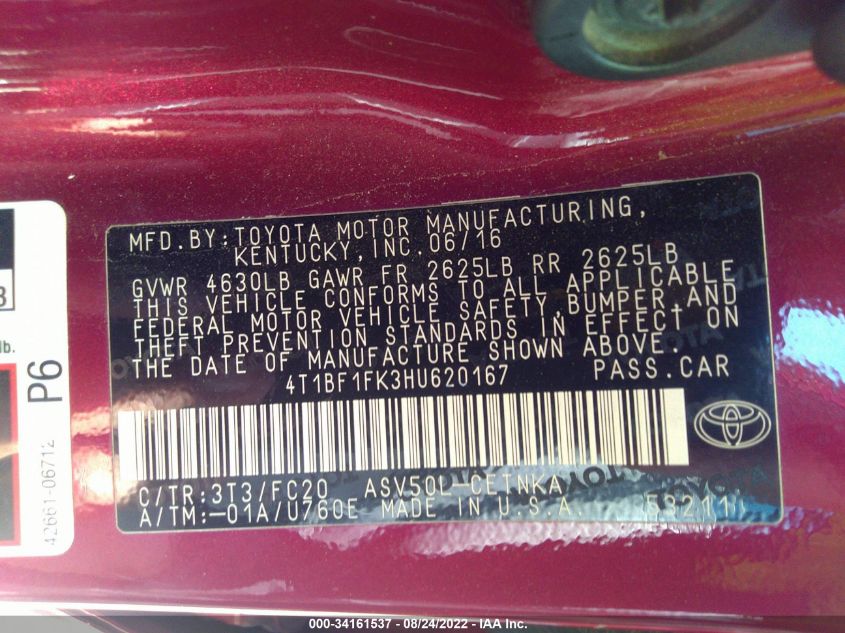 MFD.BY:TOYOTA MOTOR MANUFACTURING,
KENTUCKY,INC.06/16
GVWR 4630LB GAWR FR 2625LB RR 2625LB
THIS VEHICLE CONFORMS TO ALL APPLICABLE
FEDERAL MOTOR VEHICLE SAFETY,BUMPER,AND
THEFT PREVENTION STANDARDS IN EFFECT ON
THE DATE OF MANUFACTURE SHOWN ABOVE.
4T1BF1FK3HU620167 PASS.CAR
C/TR:3T3/FC20 ASV50L-CETNKA
A/TM:-01A/U760E MADE IN U.S.A.
lb.
P6
42661-06712
000-34161537 - 08/24/2022 - IAA Inc.